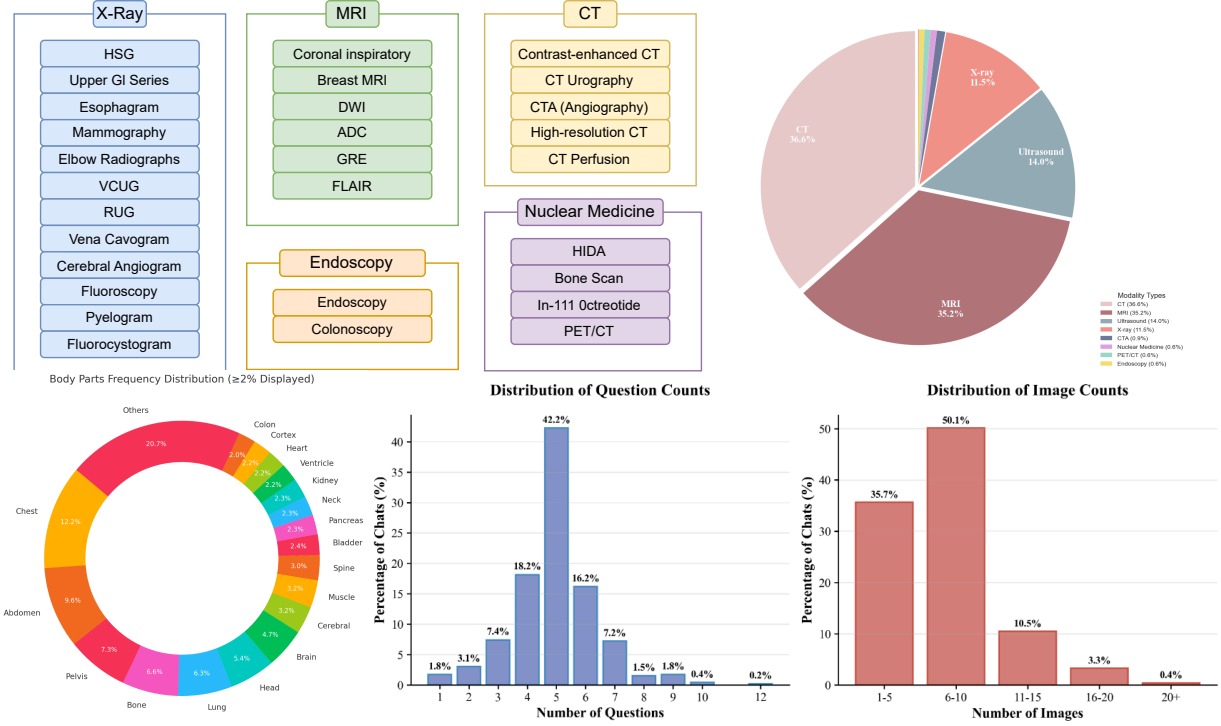 X-Ray
HSG
Upper GI Series
Esophagram
Mammography
Elbow Radiographs
VCUG
RUG
Vena Cavogram
Cerebral Angiogram
Fluoroscopy
Pyelogram
Fluorocystogram
MRI
Coronal inspiratory
Breast MRI
DWI
ADC
GRE
FLAIR
Endoscopy
Endoscopy
Colonoscopy
CT
Contrast-enhanced CT
CT Urography
CTA (Angiography)
High-resolution CT
CT Perfusion
Nuclear Medicine
HIDA
Bone Scan
In-111 0ctreotide
PET/CT
X-ray
11.5%
CT
36.6%
Ultrasound
14.0%
MRI
35.2%
Modality Types
CT (36.6%)
MRI (35.2%)
Ultrasound (14.0%)
X-ray (11.5%)
CTA (0.9%)
Nuclear Medicine (0.6%)
PET/CT (0.6%)
Endoscopy (0.6%)
Body Parts Frequency Distribution (≥2% Displayed)
Others
20.7%
Colon
2.0%
Cortex
2.2%
Heart
2.2%
Ventricle
2.2%
Kidney
2.3%
Neck
2.3%
Pancreas
2.3%
Bladder
2.4%
Spine
3.0%
Muscle
3.2%
Cerebral
3.2%
Brain
4.7%
Head
5.4%
Lung
6.3%
Bone
6.6%
Pelvis
7.3%
Abdomen
9.6%
Chest
12.2%
Distribution of Question Counts
Percentage of Chats (%)
40
35
30
25
20
15
10
5
0
1.8%
3.1%
7.4%
18.2%
42.2%
16.2%
7.2%
1.5%
1.8%
0.4%
0.2%
1 2 3 4 5 6 7 8 9 10 12
Number of Questions
Distribution of Image Counts
Percentage of Chats (%)
50
40
30
20
10
0
35.7%
50.1%
10.5%
3.3%
0.4%
1-5 6-10 11-15 16-20 20+
Number of Images